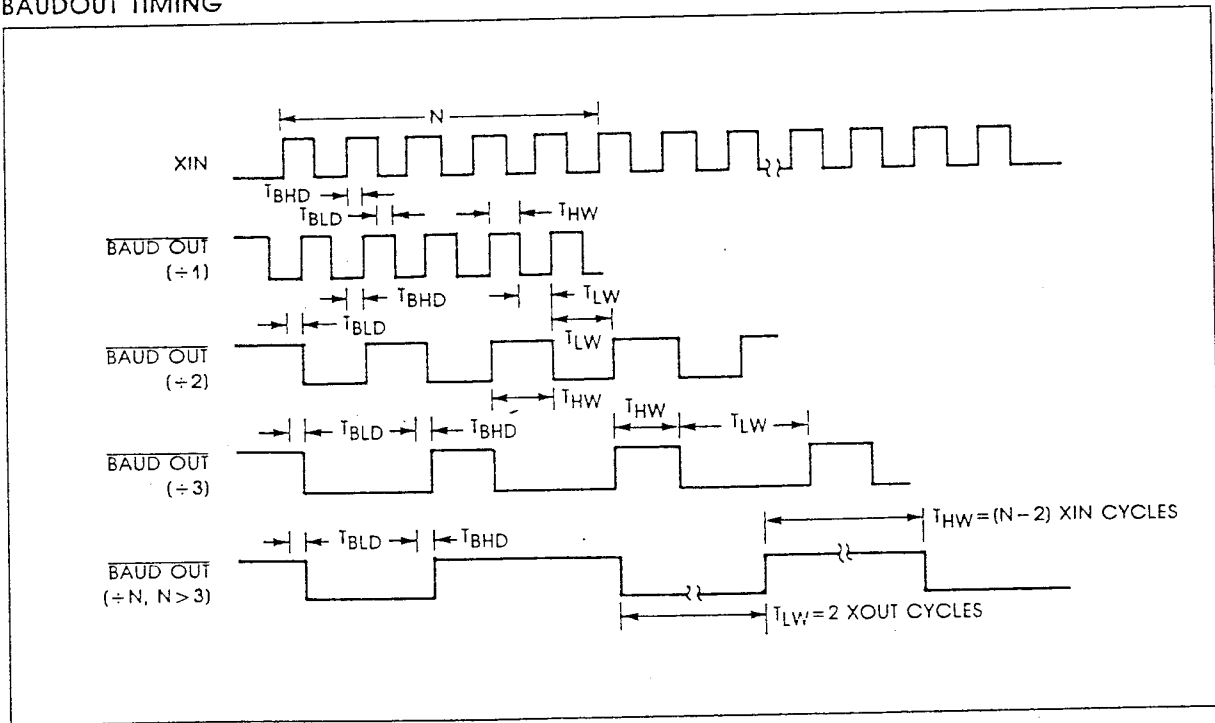 BAUDOUT TIMING
N
XIN
TBHD
TBLD
THW
BAUD OUT
(÷1)
TBHD
TLW
TBLD
TLW
BAUD OUT
(÷2)
THW
THW
TBLD
TBHD
TLW
BAUD OUT
(÷3)
THW=(N−2) XIN CYCLES
TBLD
TBHD
BAUD OUT
(÷N, N>3)
TLW=2 XOUT CYCLES